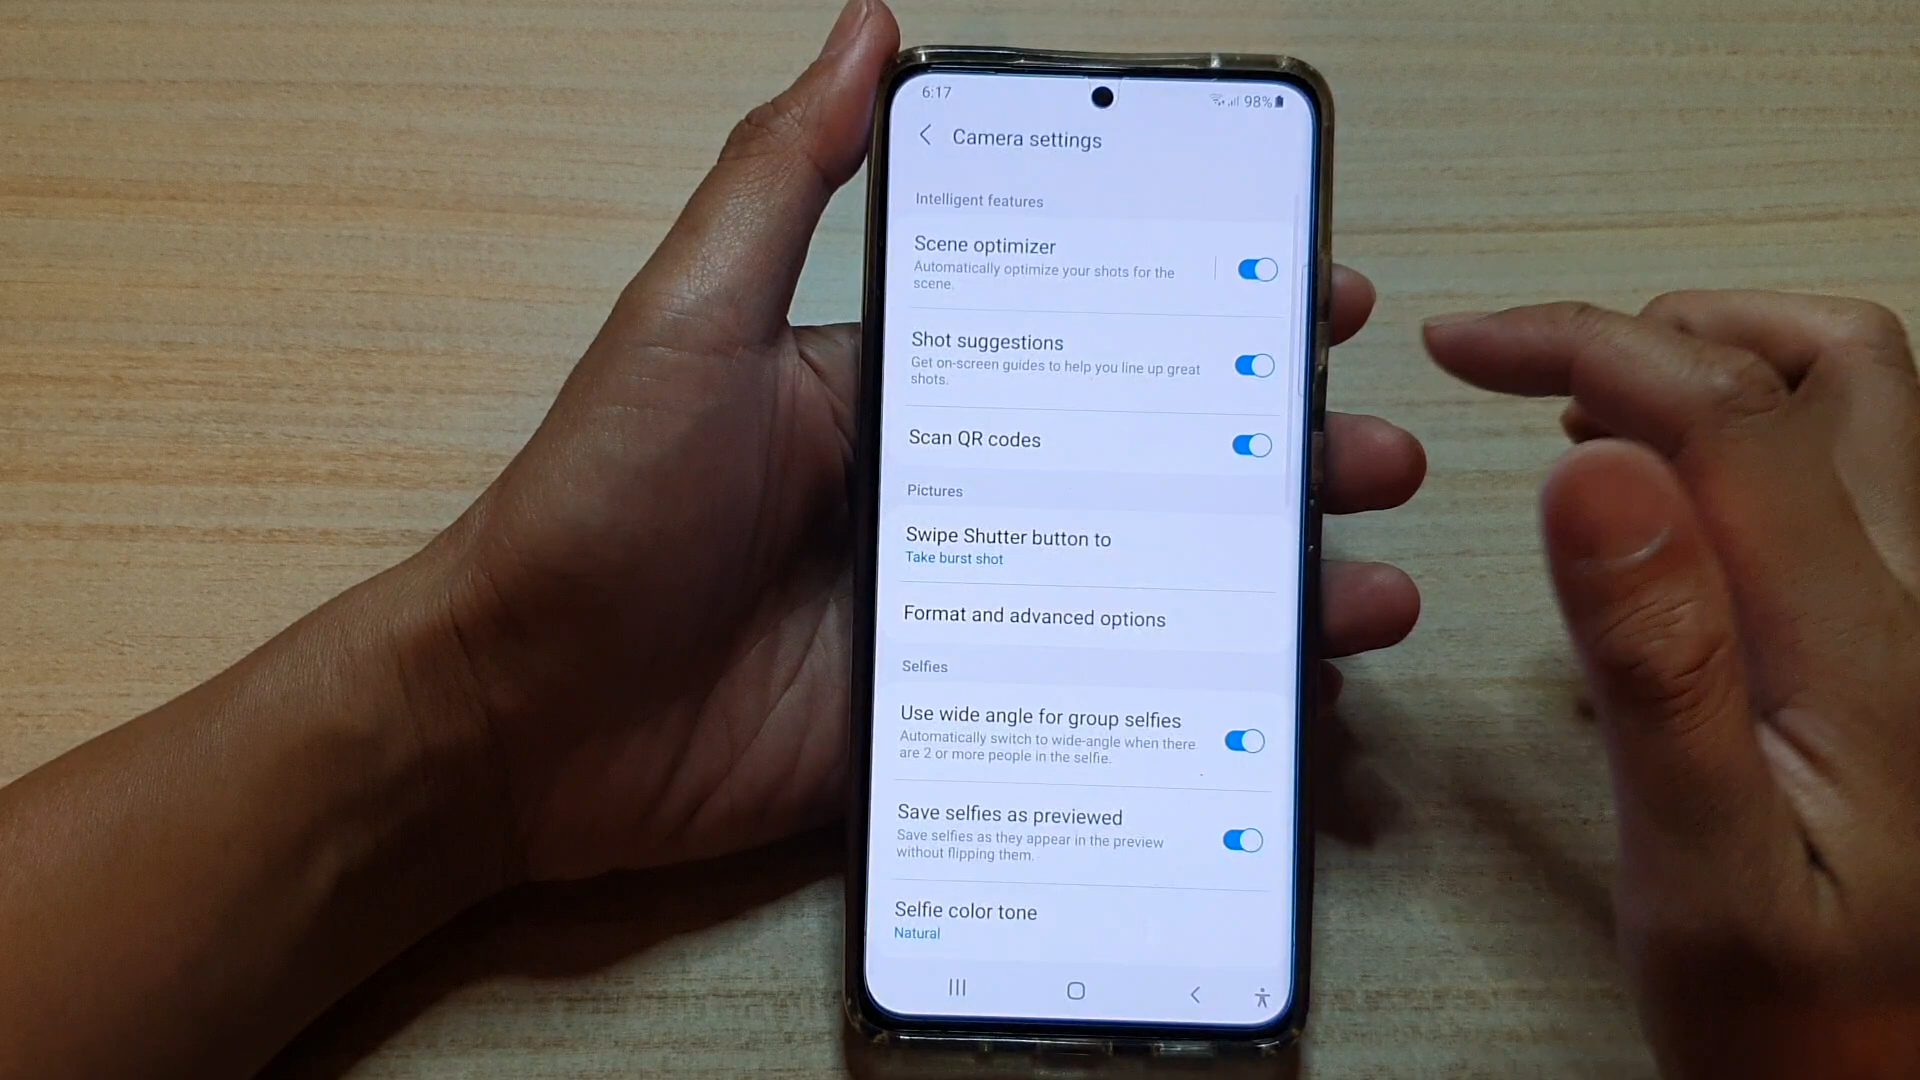 6:17
98%
Camera settings
Intelligent features
Scene optimizer
Automatically optimize your shots for the
scene.
Shot suggestions
Get on-screen guides to help you line up great
shots.
Scan QR codes
Pictures
Swipe Shutter button to
Take burst shot
Format and advanced options
Selfies
Use wide angle for group selfies
Automatically switch to wide-angle when there
are 2 or more people in the selfie.
Save selfies as previewed
Save selfies as they appear in the preview
without flipping them.
Selfie color tone
Natural